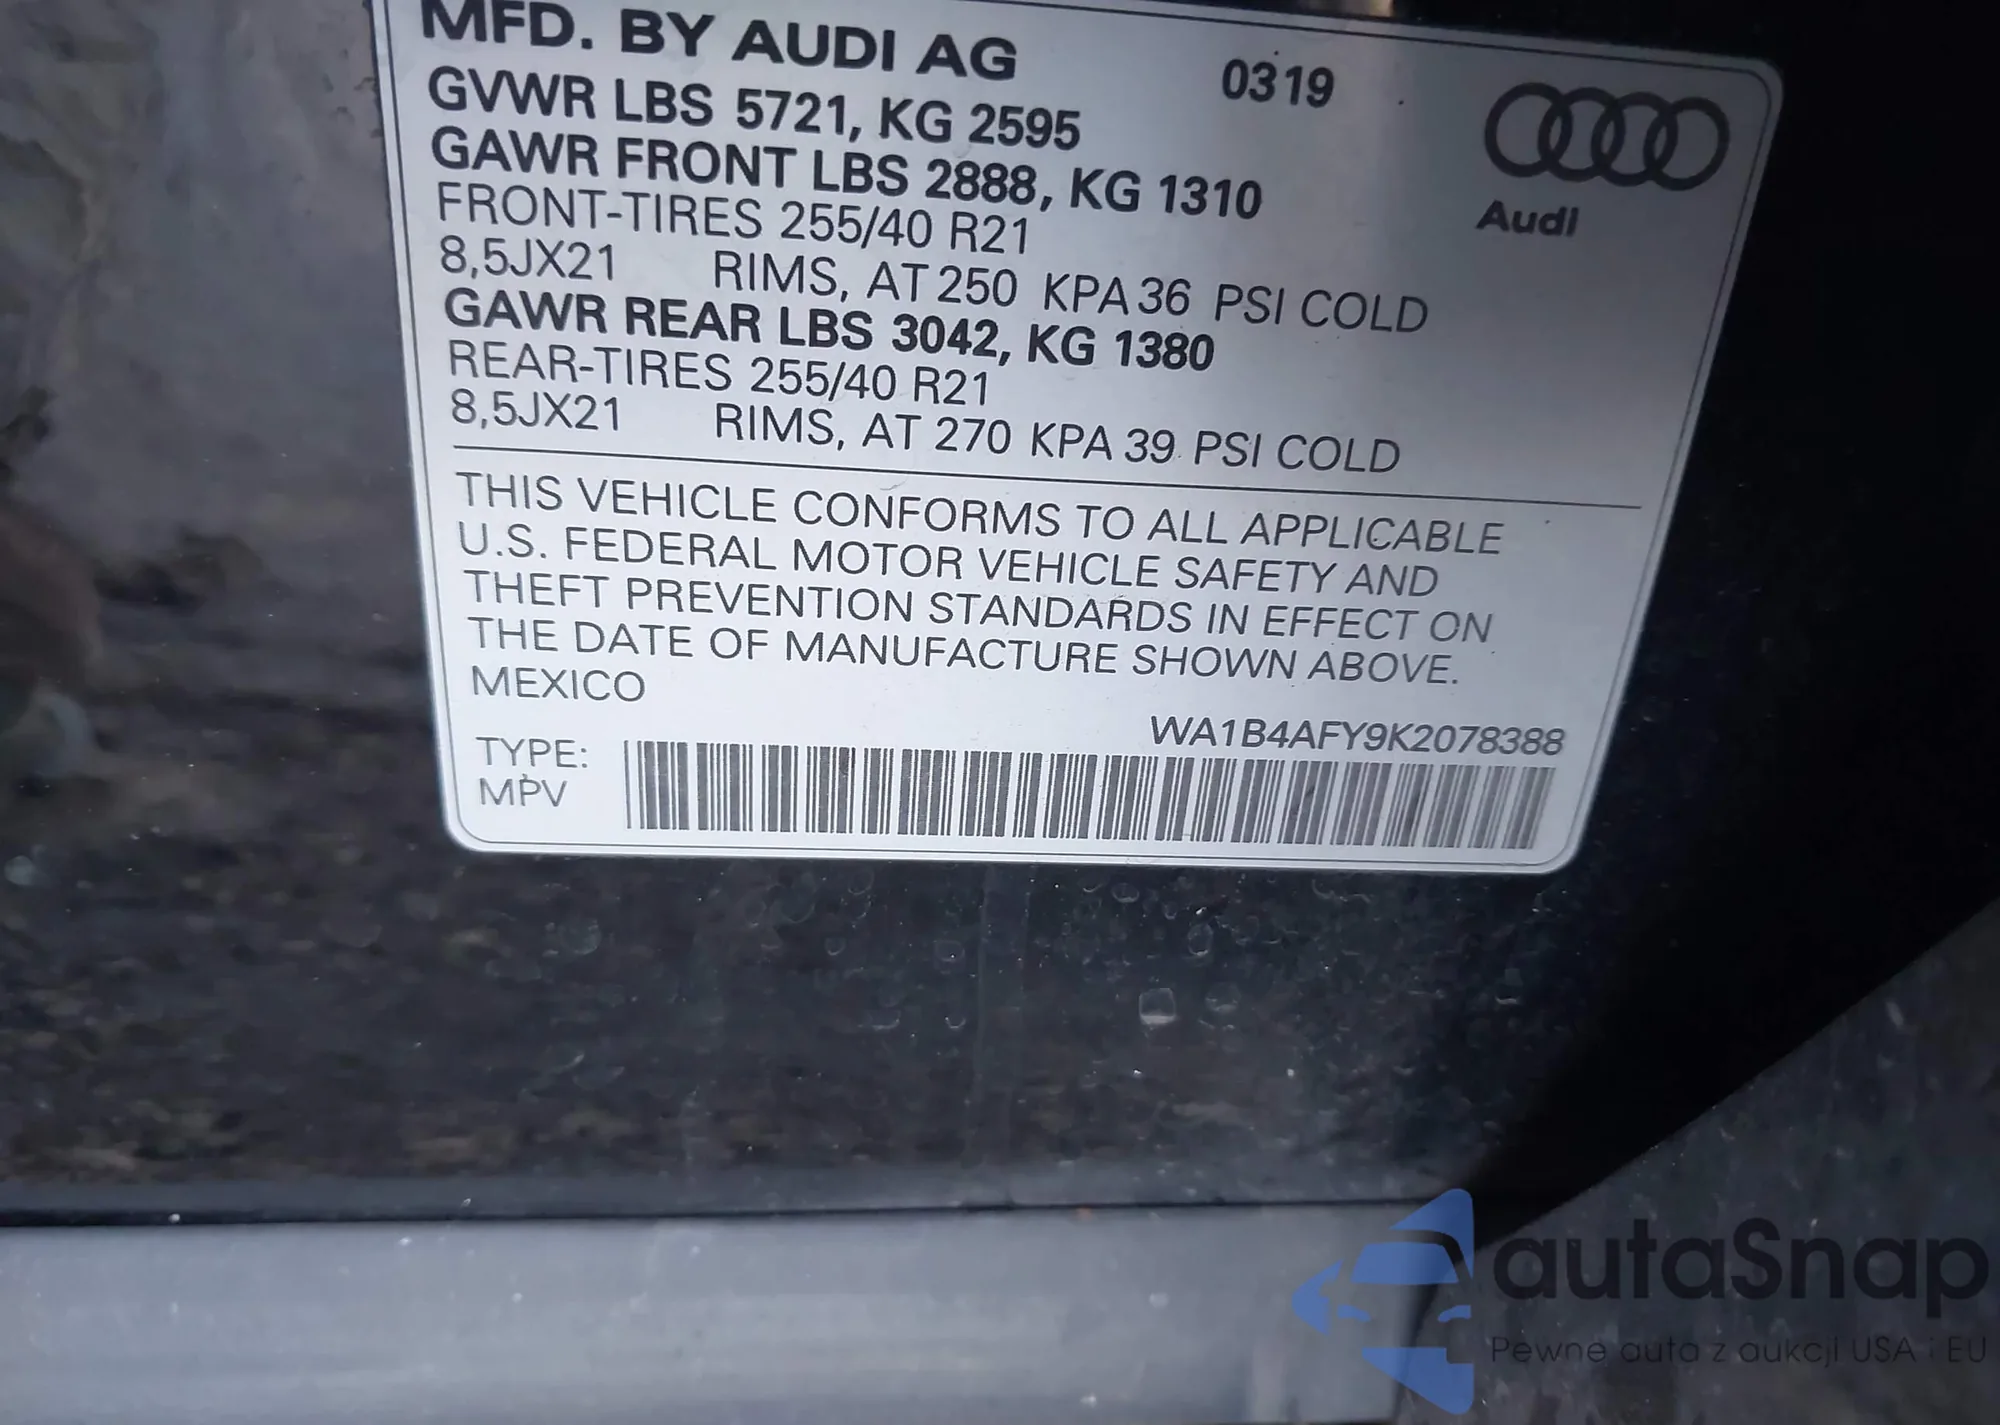 MFD. BY AUDI AG 0319
GVWR LBS 5721, KG 2595
GAWR FRONT LBS 2888, KG 1310
FRONT-TIRES 255/40 R21
8,5JX21 RIMS, AT 250 KPA 36 PSI COLD
GAWR REAR LBS 3042, KG 1380
REAR-TIRES 255/40 R21
8,5JX21 RIMS, AT 270 KPA 39 PSI COLD
Audi
THIS VEHICLE CONFORMS TO ALL APPLICABLE
U.S. FEDERAL MOTOR VEHICLE SAFETY AND
THEFT PREVENTION STANDARDS IN EFFECT ON
THE DATE OF MANUFACTURE SHOWN ABOVE.
MEXICO
WA1B4AFY9K2078388
TYPE:
MPV
autaSnap
Pewne auta z aukcji USA i EU